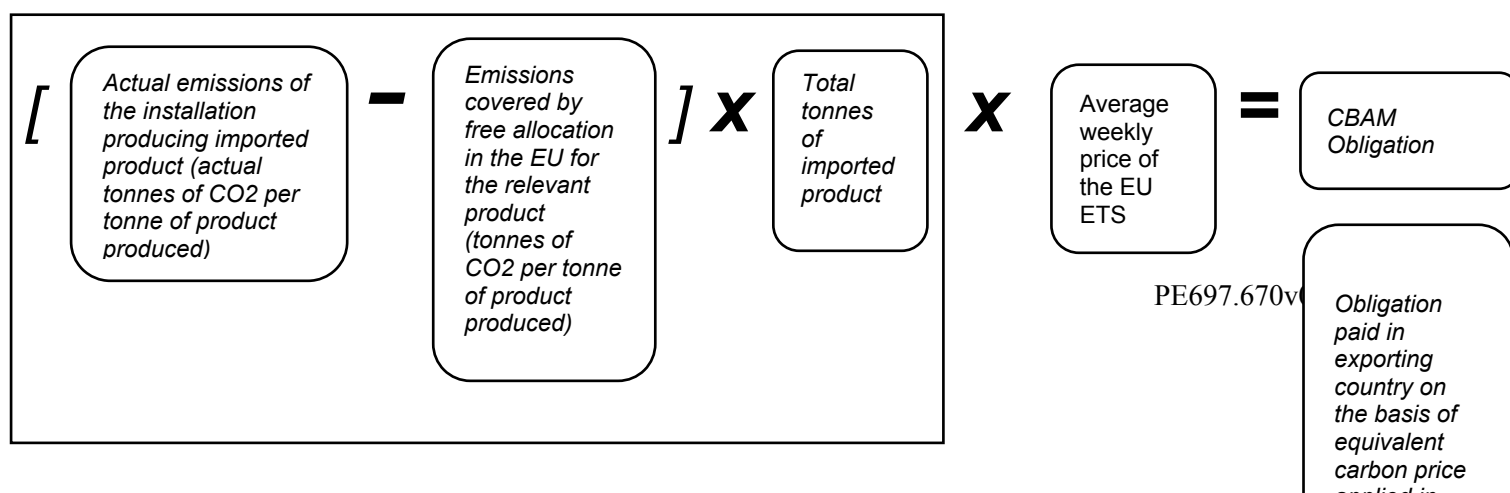 [
Actual emissions of
the installation
producing imported
product (actual
tonnes of CO2 per
tonne of product
produced)
-
Emissions
covered by
free allocation
in the EU for
the relevant
product
(tonnes of
CO2 per tonne
of product
produced)
]
x
Total
tonnes
of
imported
product
x
Average
weekly
price of
the EU
ETS
=
CBAM
Obligation
PE697.670v
Obligation
paid in
exporting
country on
the basis of
equivalent
carbon price
applied in